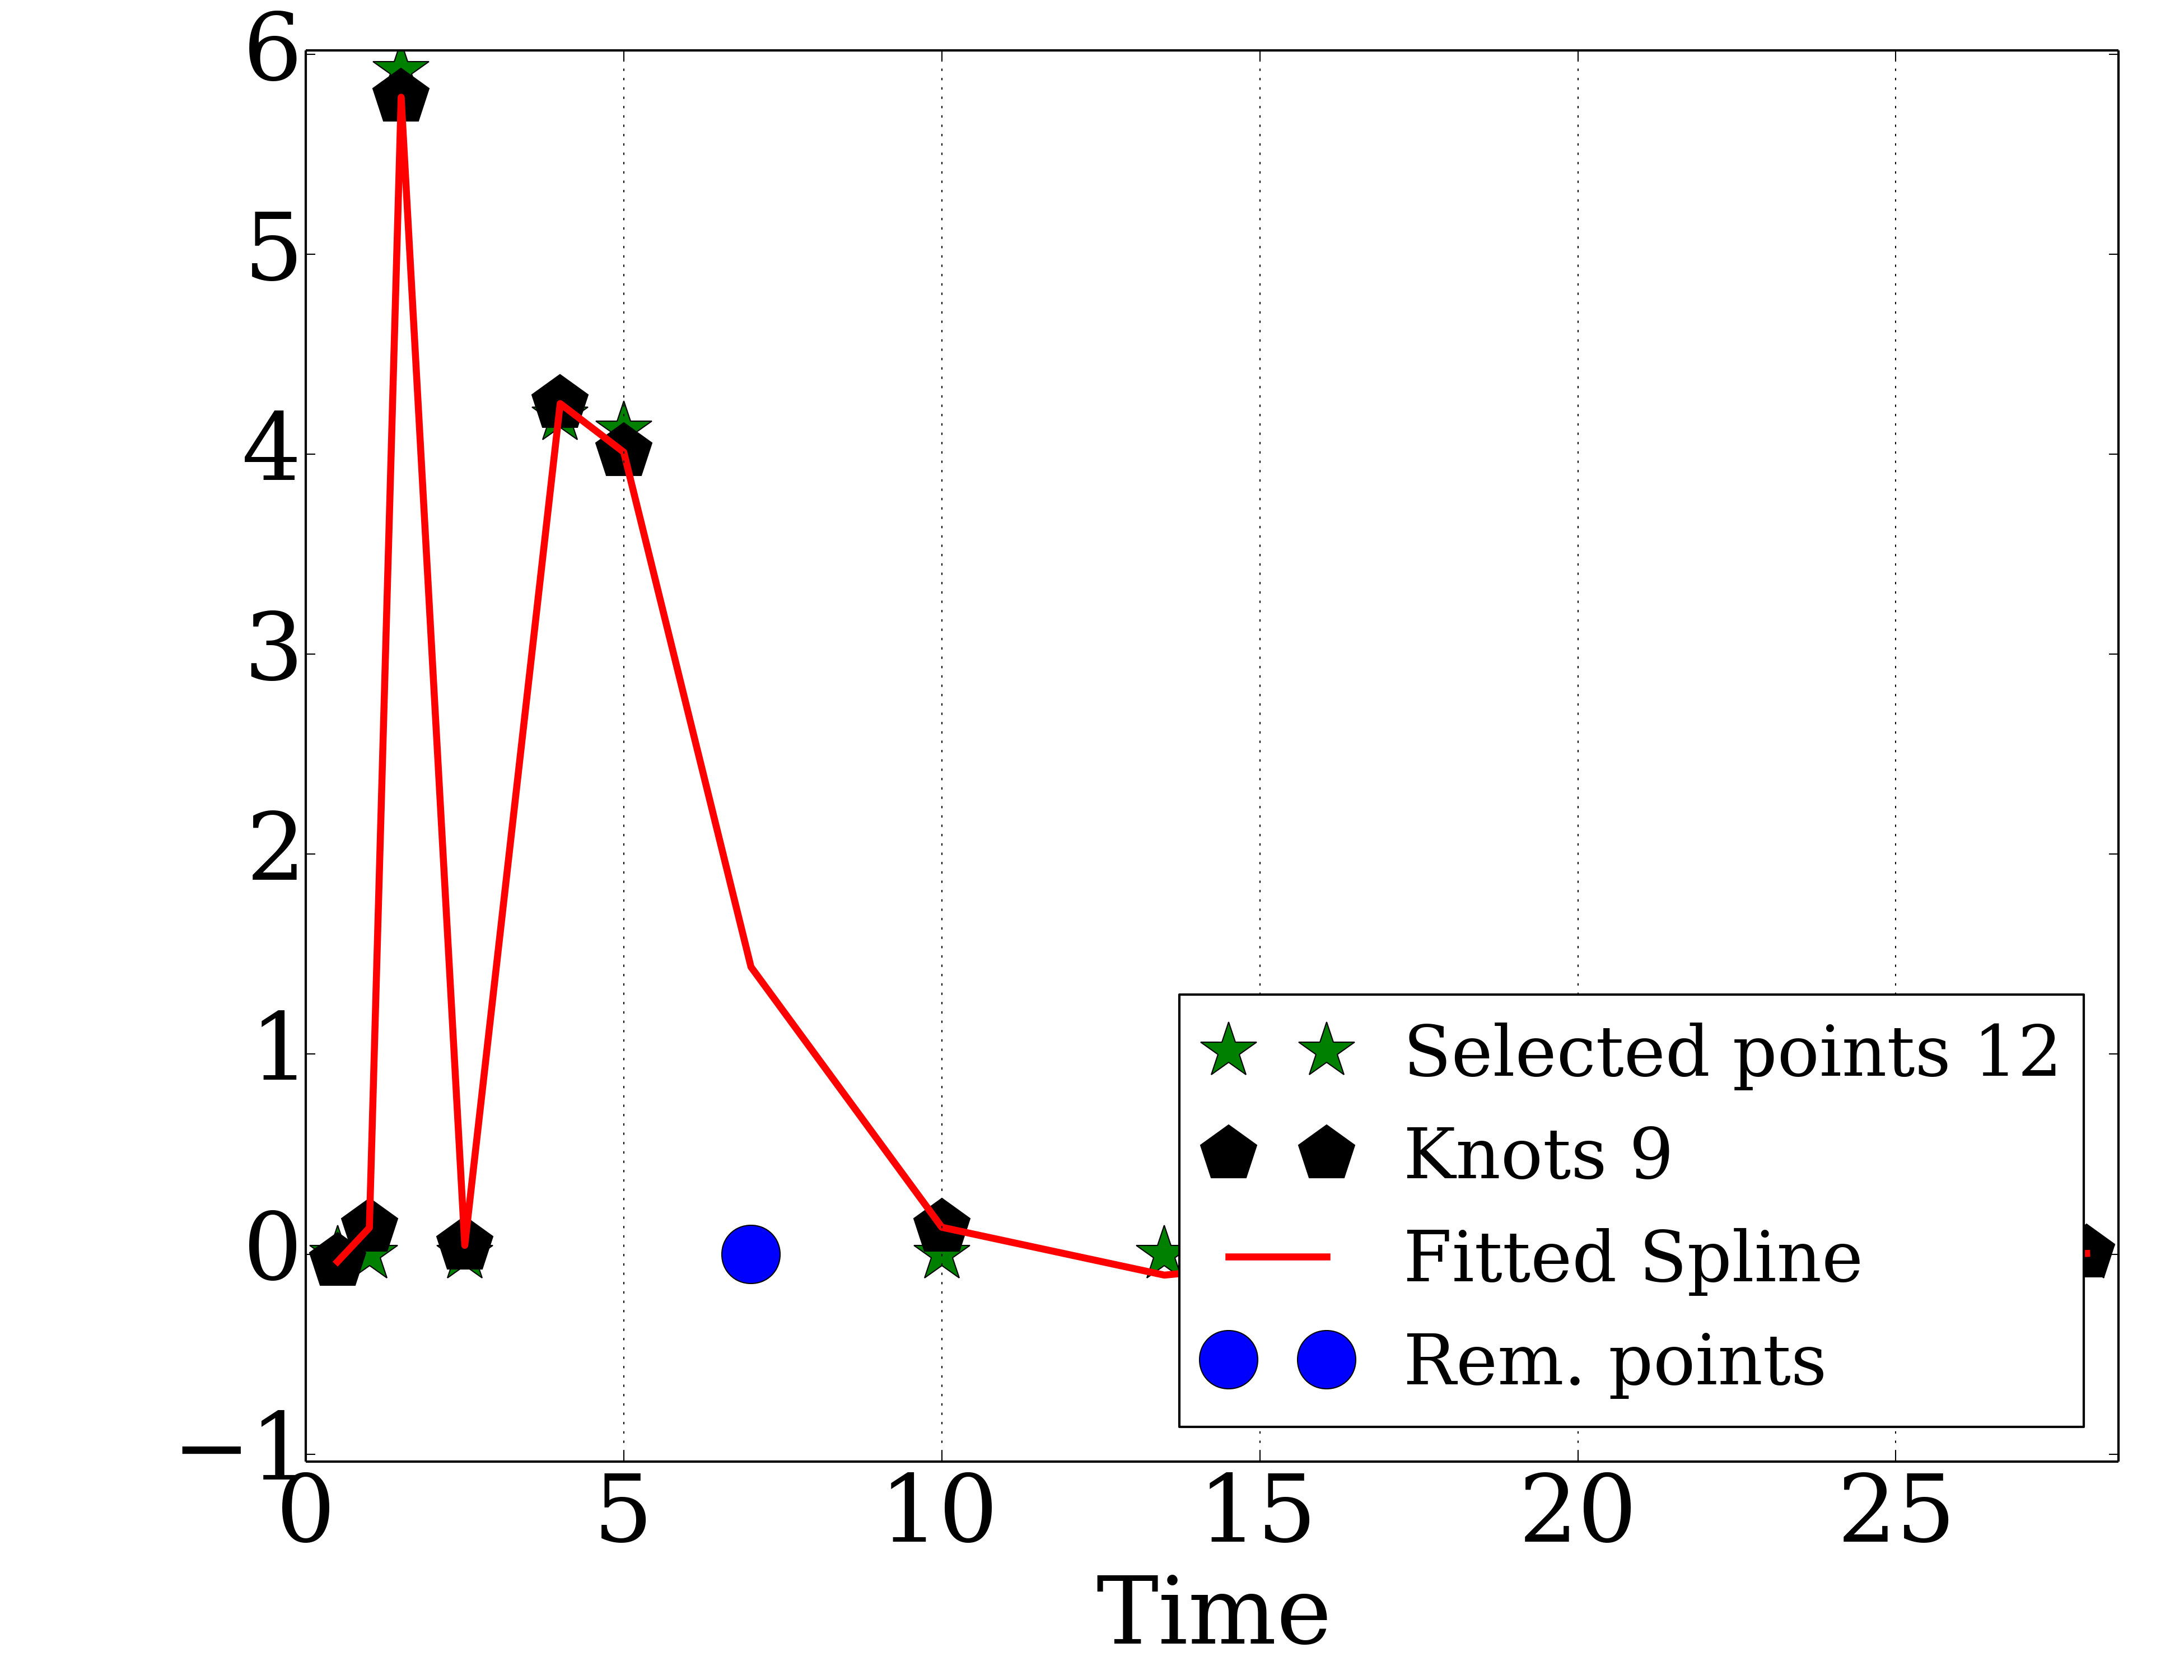 6
5
4
3
2
1
0
−1
0 5 10 15 20 25
Time
Selected points 12
Knots 9
Fitted Spline
Rem. points